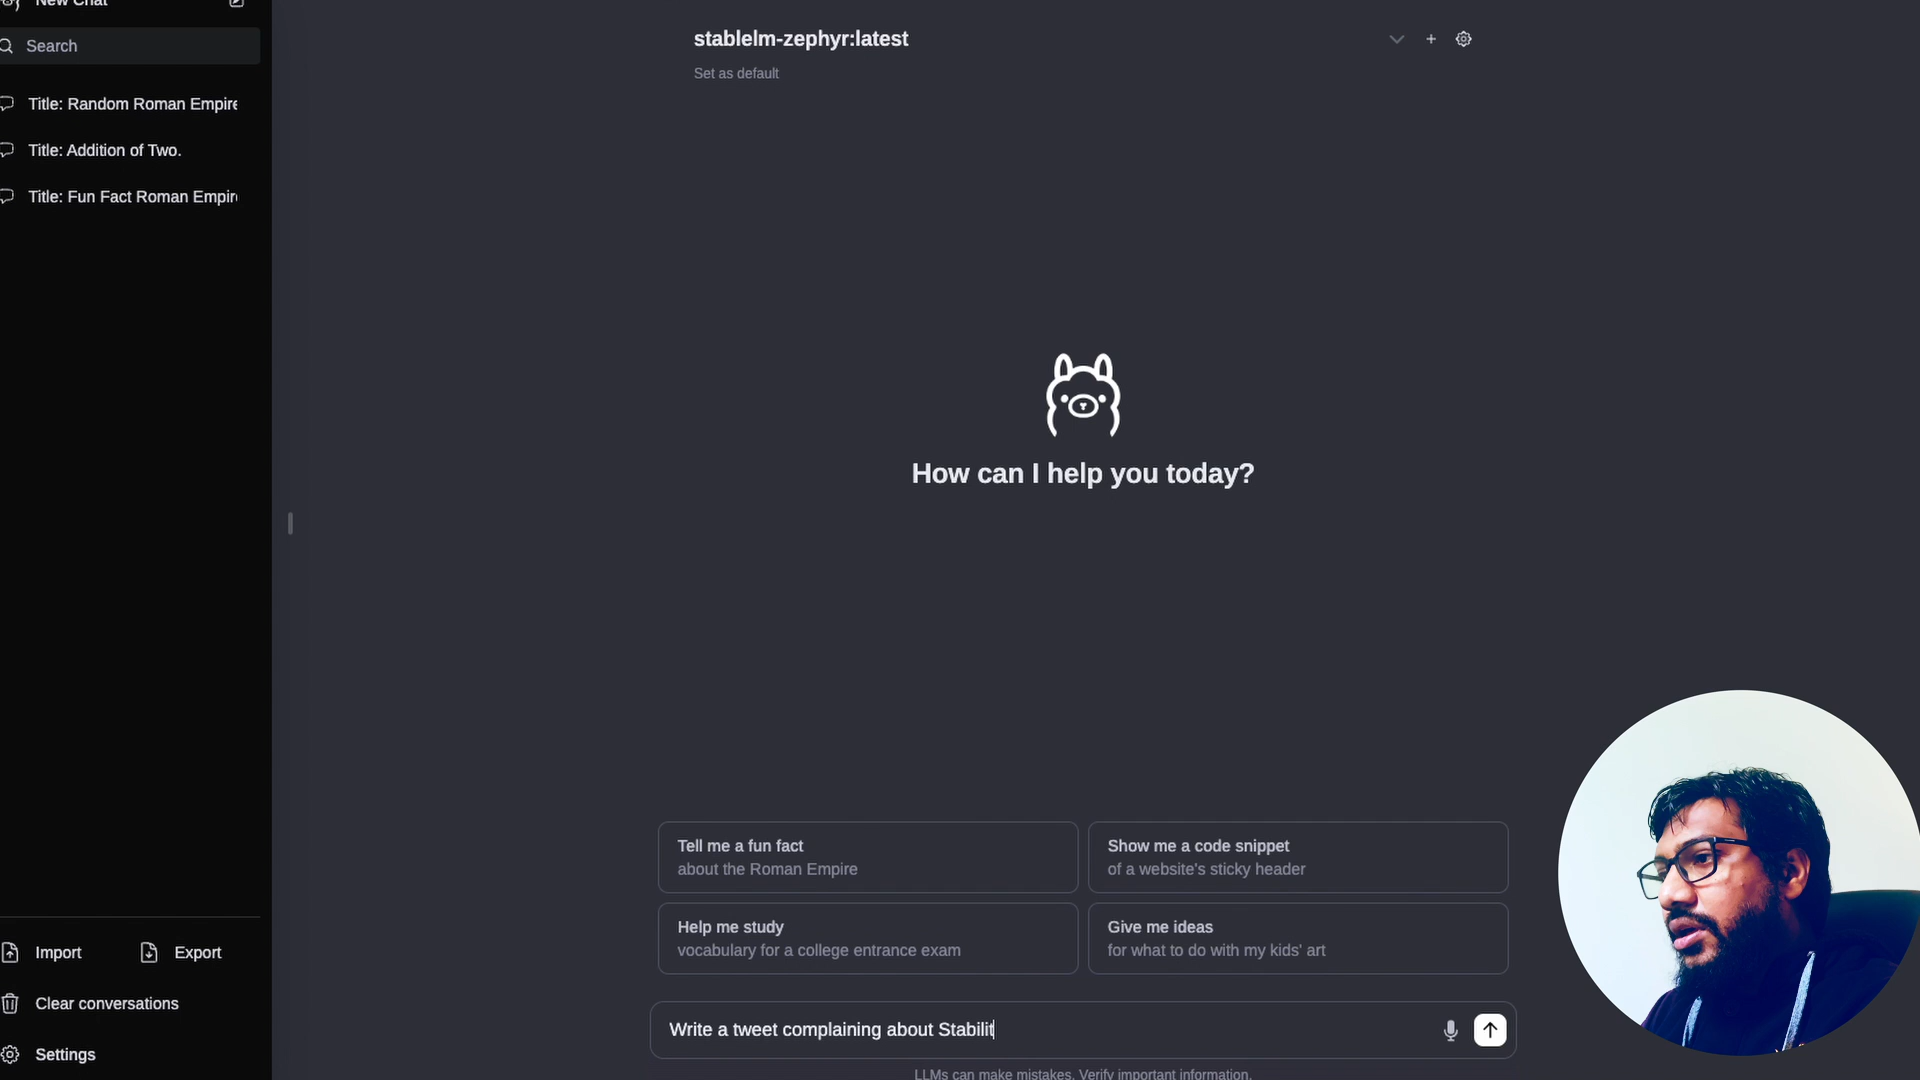 New Chat
Search
Title: Random Roman Empire
Title: Addition of Two.
Title: Fun Fact Roman Empir
Import
Export
Clear conversations
Settings
stablelm-zephyr:latest
Set as default
How can I help you today?
Tell me a fun fact
about the Roman Empire
Show me a code snippet
of a website's sticky header
Help me study
vocabulary for a college entrance exam
Give me ideas
for what to do with my kids' art
Write a tweet complaining about Stabilit
LLMs can make mistakes. Verify important information.